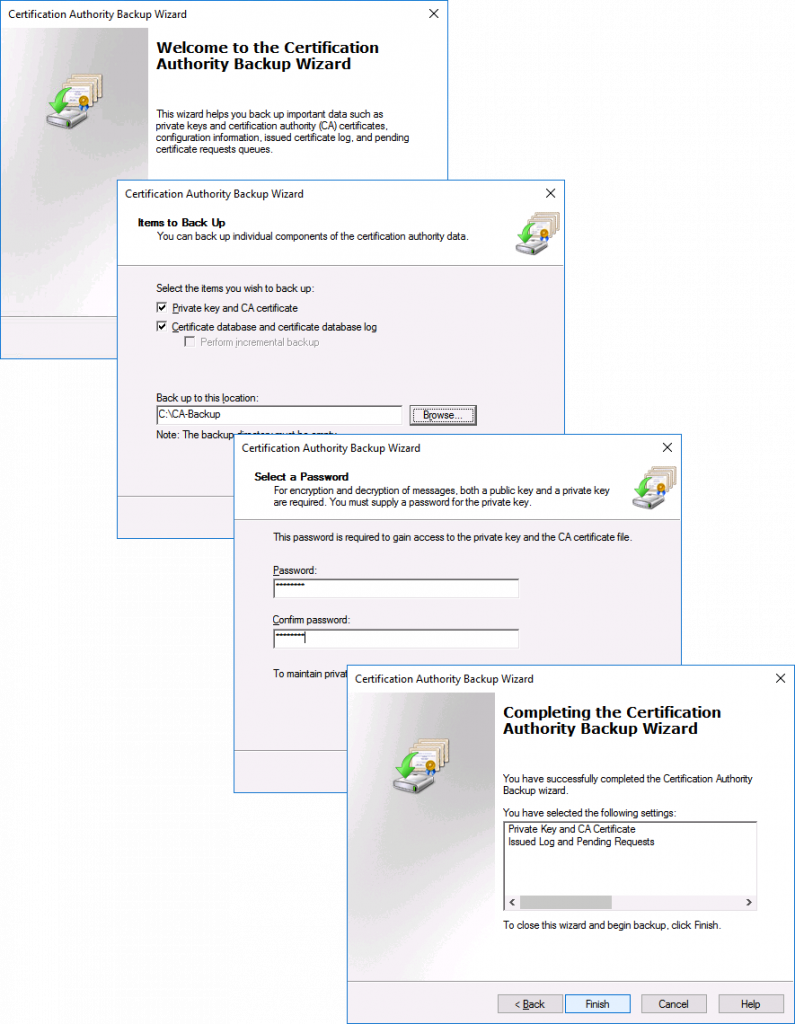 Certification Authority Backup Wizard
Welcome to the Certification
Authority Backup Wizard
This wizard helps you back up important data such as
private keys and certification authority (CA) certificates,
configuration information, issued certificate log, and pending
certificate requests queues.
Certification Authority Backup Wizard
Items to Back Up
You can back up individual components of the certification authority data.
Select the items you wish to back up:
Private key and CA certificate
Certificate database and certificate database log
Perform incremental backup
Back up to this location:
C:\CA-Backup
Browse...
Note: The backup directory must be empty
Certification Authority Backup Wizard
Select a Password
For encryption and decryption of messages, both a public key and a private key
are required. You must supply a password for the private key.
This password is required to gain access to the private key and the CA certificate file.
Password:
********
Confirm password:
********
To maintain
Certification Authority Backup Wizard
Completing the Certification
Authority Backup Wizard
You have successfully completed the Certification Authority
Backup wizard.
You have selected the following settings:
Private Key and CA Certificate
Issued Log and Pending Requests
To close this wizard and begin backup, click Finish.
< Back
Finish
Cancel
Help